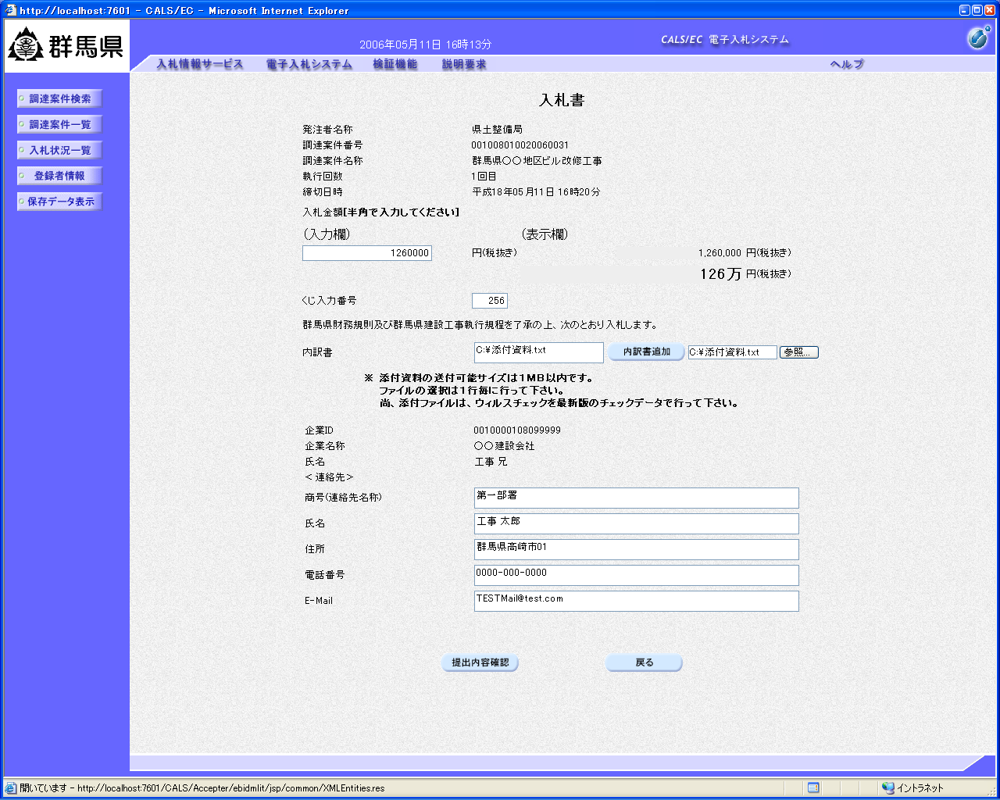 http://localhost:7601 - CALS/EC - Microsoft Internet Explorer
群馬県
2006年05月11日 16時13分
CALS/EC 電子入札システム
入札情報サービス 電子入札システム 検証機能 説明要求 ヘルプ
調達案件検索
調達案件一覧
入札状況一覧
登録者情報
保存データ表示
入札書
発注者名称 県土整備局
調達案件番号 001008010020060031
調達案件名称 群馬県〇〇地区ビル改修工事
執行回数 1回目
締切日時 平成18年05月11日 16時20分
入札金額[半角で入力してください]
(入力欄) (表示欄)
1260000 円(税抜き) 1,260,000 円(税抜き)
126万 円(税抜き)
くじ入力番号 256
群馬県財務規則及び群馬県建設工事執行規程を了承の上、次のとおり入札します。
内訳書 C:¥添付資料.txt 内訳書追加 C:¥添付資料.txt 参照...
※ 添付資料の送付可能サイズは１ＭＢ以内です。
ファイルの選択は１行毎に行って下さい。
尚、添付ファイルは、ウィルスチェックを最新版のチェックデータで行って下さい。
企業ID 0010000108099999
企業名称 〇〇建設会社
氏名 工事 兄
＜連絡先＞
商号(連絡先名称) 第一部署
氏名 工事 太郎
住所 群馬県高崎市01
電話番号 0000-000-0000
E-Mail TESTMail@test.com
提出内容確認 戻る
開いています - http://localhost:7601/CALS/Accepter/ebidmlit/jsp/common/XMLEntities.res
イントラネット